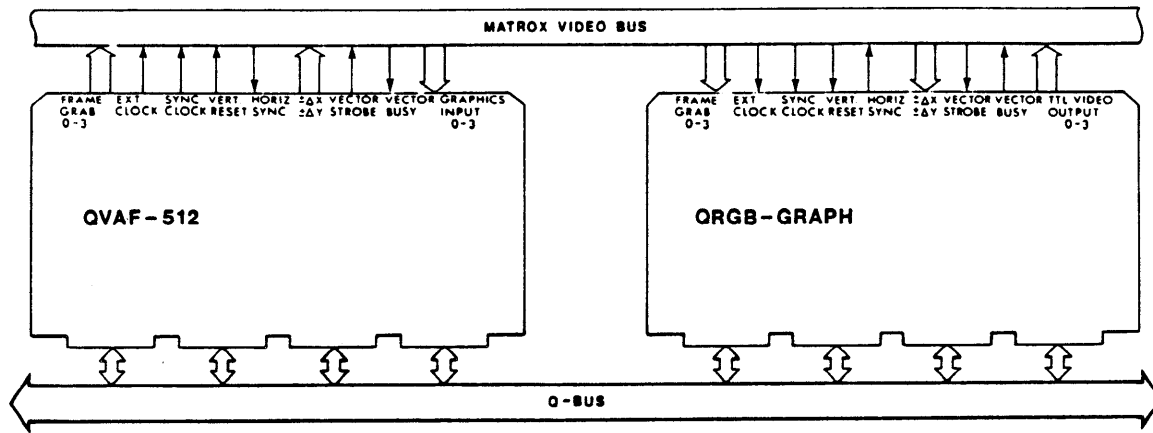 MATROX VIDEO BUS
FRAME EXT SYNC VERT. HORIZ ±ΔX VECTOR VECTOR GRAPHICS
GRAB CLOCK CLOCK RESET SYNC ±ΔY STROBE BUSY INPUT
0-3 0-3
FRAME EXT SYNC VERT. HORIZ ±ΔX VECTOR VECTOR TTL VIDEO
GRAB CLOCK CLOCK RESET SYNC ±ΔY STROBE BUSY OUTPUT
0-3 0-3
QVAF-512
QRGB-GRAPH
Q-BUS